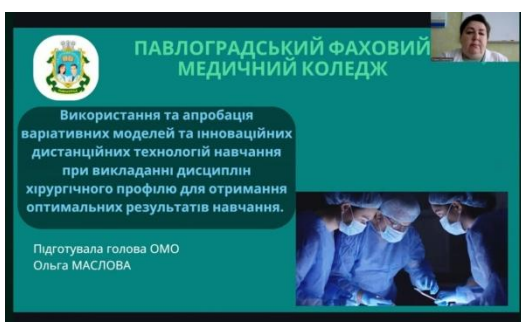 ПАВЛОГРАДСЬКИЙ ФАХОВИЙ
МЕДИЧНИЙ КОЛЕДЖ
Використання та апробація
варіативних моделей та інноваційних
дистанційних технологій навчання
при викладанні дисциплін
хірургічного профілю для отримання
оптимальних результатів навчання.
Підготувала голова ОМО
Ольга МАСЛОВА